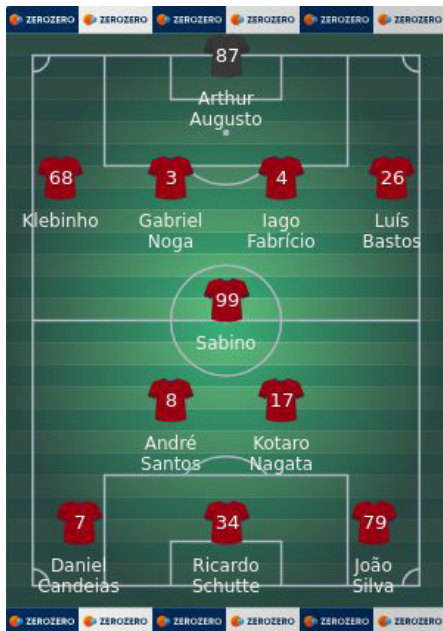 ZEROZERO ZEROZERO ZEROZERO ZEROZERO ZEROZERO ZEROZERO
87
Arthur
Augusto
68 3 4 26
Klebinho Gabriel Iago Luís
Noga Fabrício Bastos
99
Sabino
8 17
André Kotaro
Santos Nagata
7 34 79
Daniel Ricardo João
Candeias Schutte Silva
ZEROZERO ZEROZERO ZEROZERO ZEROZERO ZEROZERO ZEROZERO